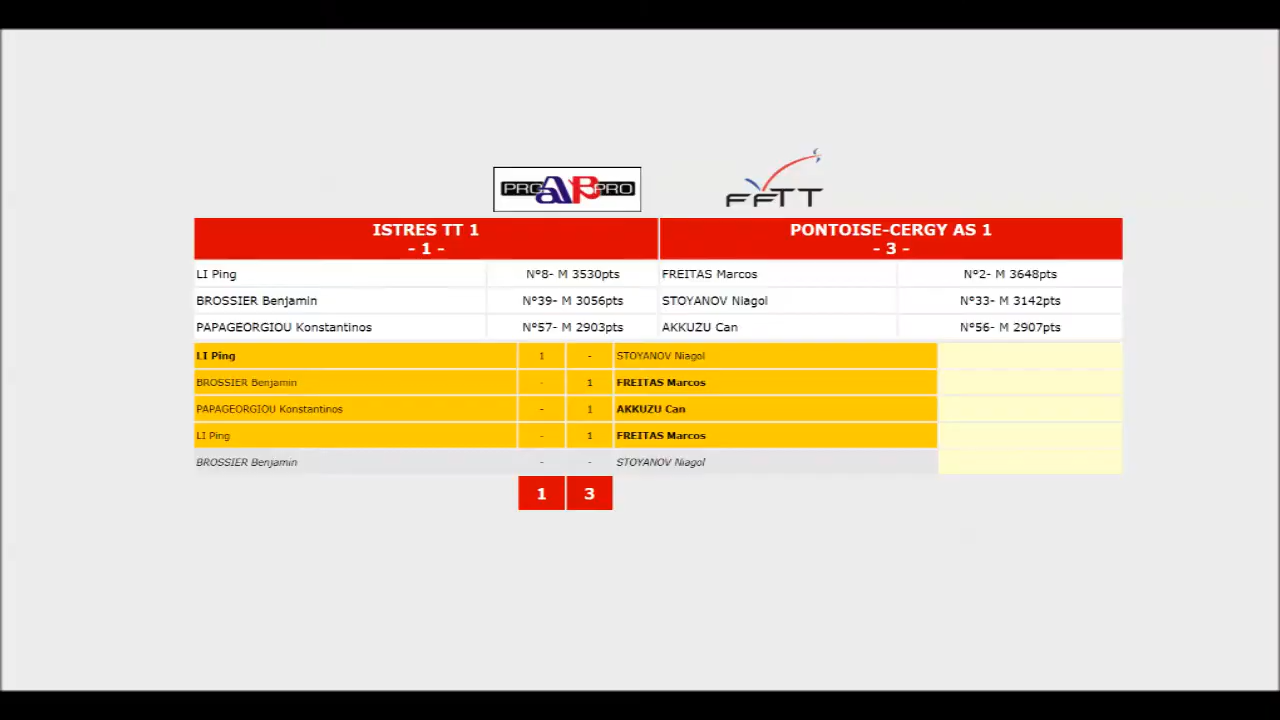 PRO AB PRO FFTT
ISTRES TT 1 PONTOISE-CERGY AS 1
- 1 - - 3 -
LI Ping N°8- M 3530pts FREITAS Marcos N°2- M 3648pts
BROSSIER Benjamin N°39- M 3056pts STOYANOV Niagol N°33- M 3142pts
PAPAGEORGIOU Konstantinos N°57- M 2903pts AKKUZU Can N°56- M 2907pts
LI Ping 1 - STOYANOV Niagol
BROSSIER Benjamin - 1 FREITAS Marcos
PAPAGEORGIOU Konstantinos - 1 AKKUZU Can
LI Ping - 1 FREITAS Marcos
BROSSIER Benjamin - - STOYANOV Niagol
1 3